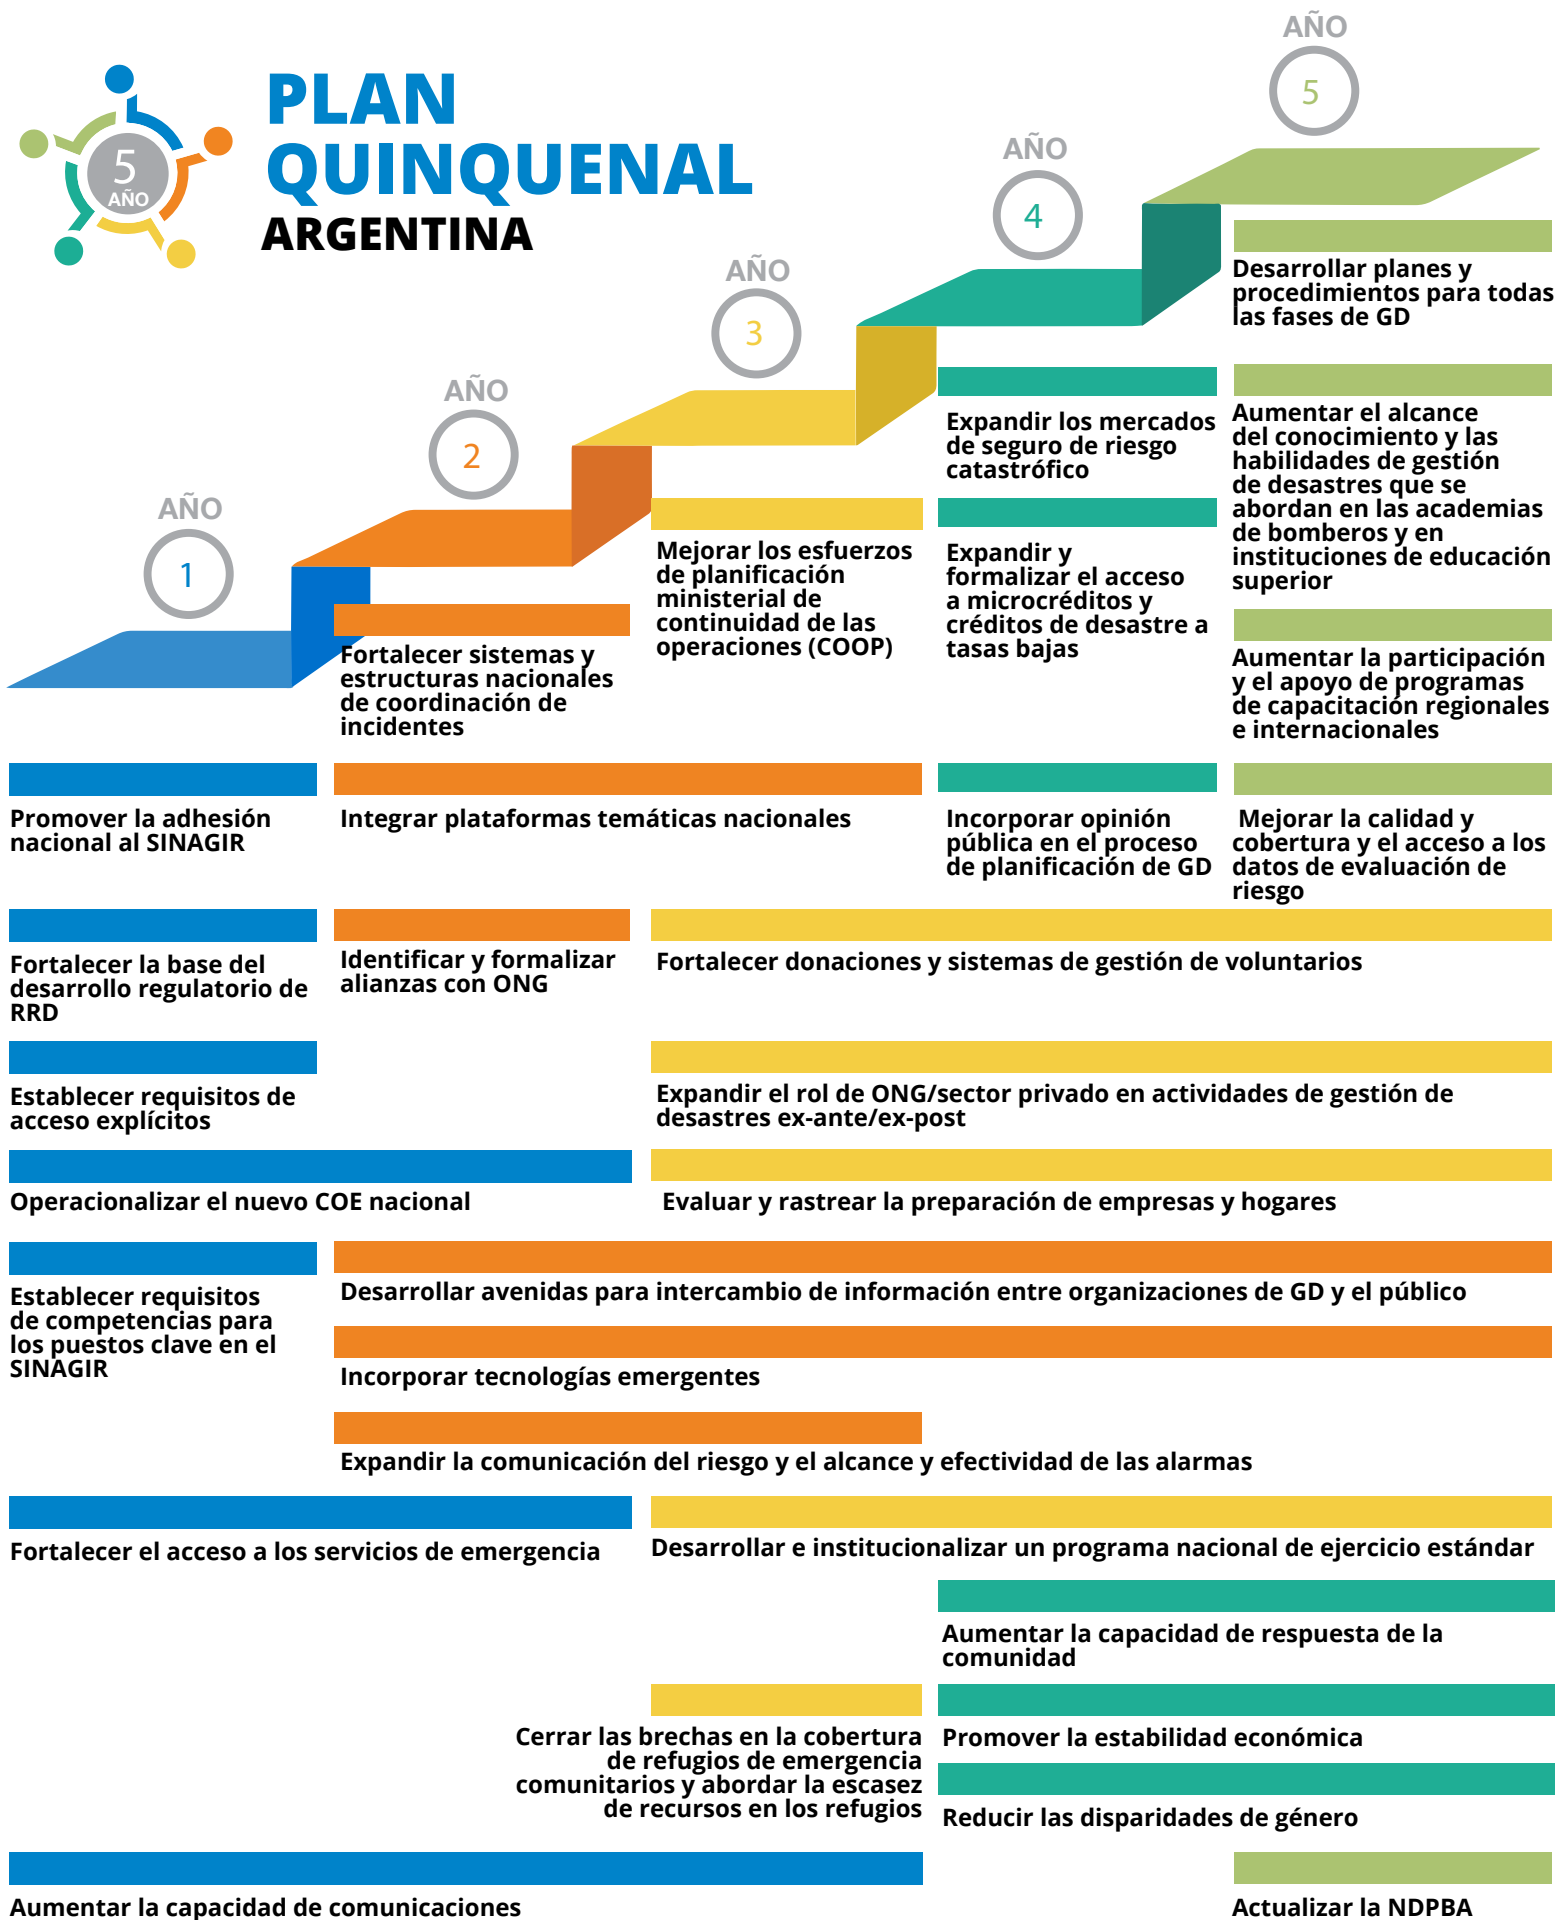 5
AÑO
PLAN
QUINQUENAL
ARGENTINA
AÑO
1
AÑO
2
AÑO
3
AÑO
4
AÑO
5
Desarrollar planes y
procedimientos para todas
las fases de GD
Expandir los mercados
de seguro de riesgo
catastrófico
Aumentar el alcance
del conocimiento y las
habilidades de gestión
de desastres que se
abordan en las academias
de bomberos y en
instituciones de educación
superior
Mejorar los esfuerzos
de planificación
ministerial de
continuidad de las
operaciones (COOP)
Expandir y
formalizar el acceso
a microcréditos y
créditos de desastre a
tasas bajas
Fortalecer sistemas y
estructuras nacionales
de coordinación de
incidentes
Aumentar la participación
y el apoyo de programas
de capacitación regionales
e internacionales
Promover la adhesión
nacional al SINAGIR
Integrar plataformas temáticas nacionales
Incorporar opinión
pública en el proceso
de planificación de GD
Mejorar la calidad y
cobertura y el acceso a los
datos de evaluación de
riesgo
Fortalecer la base del
desarrollo regulatorio de
RRD
Identificar y formalizar
alianzas con ONG
Fortalecer donaciones y sistemas de gestión de voluntarios
Establecer requisitos de
acceso explícitos
Expandir el rol de ONG/sector privado en actividades de gestión de
desastres ex-ante/ex-post
Operacionalizar el nuevo COE nacional
Evaluar y rastrear la preparación de empresas y hogares
Establecer requisitos
de competencias para
los puestos clave en el
SINAGIR
Desarrollar avenidas para intercambio de información entre organizaciones de GD y el público
Incorporar tecnologías emergentes
Expandir la comunicación del riesgo y el alcance y efectividad de las alarmas
Fortalecer el acceso a los servicios de emergencia
Desarrollar e institucionalizar un programa nacional de ejercicio estándar
Aumentar la capacidad de respuesta de la
comunidad
Cerrar las brechas en la cobertura
de refugios de emergencia
comunitarios y abordar la escasez
de recursos en los refugios
Promover la estabilidad económica
Reducir las disparidades de género
Aumentar la capacidad de comunicaciones
Actualizar la NDPBA